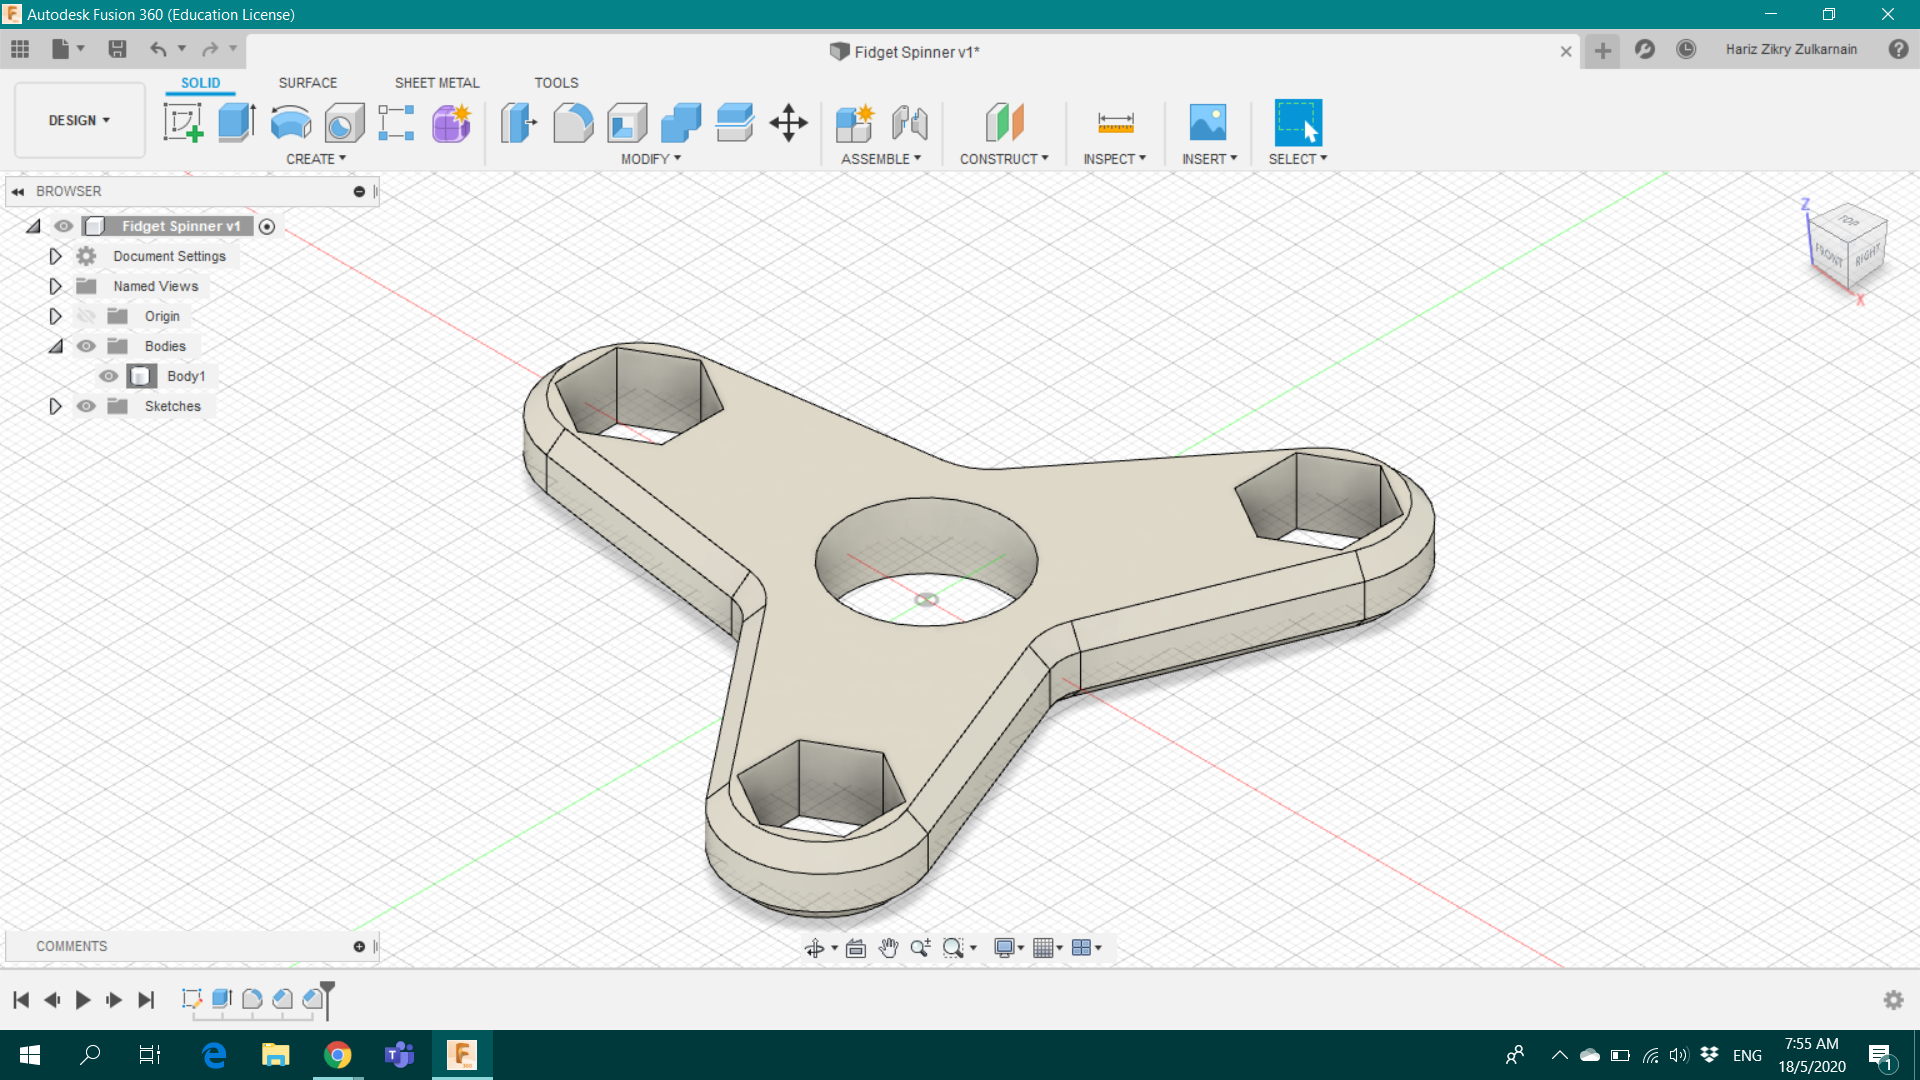 Autodesk Fusion 360 (Education License)
Fidget Spinner v1*
Hariz Zikry Zulkarnain
SOLID
SURFACE
SHEET METAL
TOOLS
DESIGN
CREATE
MODIFY
ASSEMBLE
CONSTRUCT
INSPECT
INSERT
SELECT
BROWSER
Fidget Spinner v1
Document Settings
Named Views
Origin
Bodies
Body1
Sketches
Z
TOP
FRONT
RIGHT
X
COMMENTS
ENG
7:55 AM
18/5/2020
1